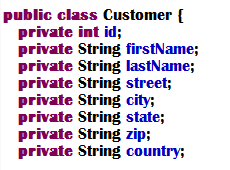 public class Customer {
private int id;
private String firstName;
private String lastName;
private String street;
private String city;
private String state;
private String zip;
private String country;